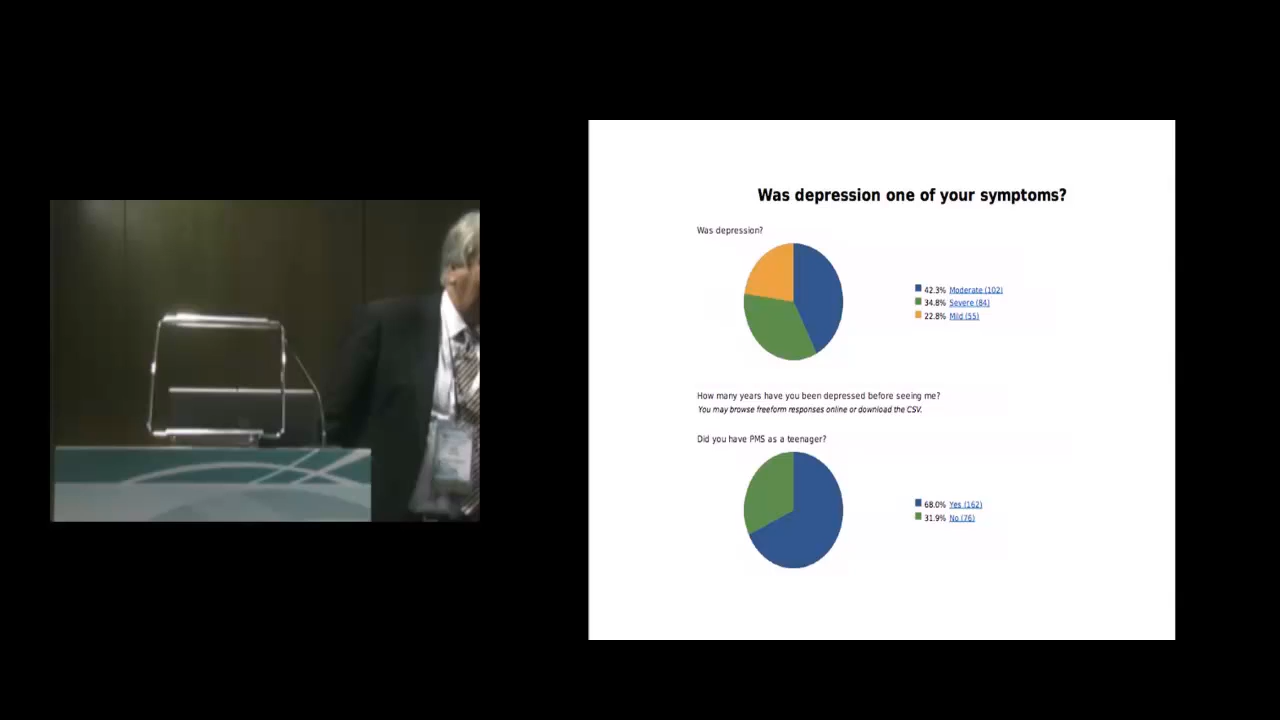 Was depression one of your symptoms?
Was depression?
42.3% Moderate (102)
34.8% Severe (84)
22.8% Mild (55)
How many years have you been depressed before seeing me?
You may browse freeform responses online or download the CSV.
Did you have PMS as a teenager?
68.0% Yes (162)
31.9% No (76)